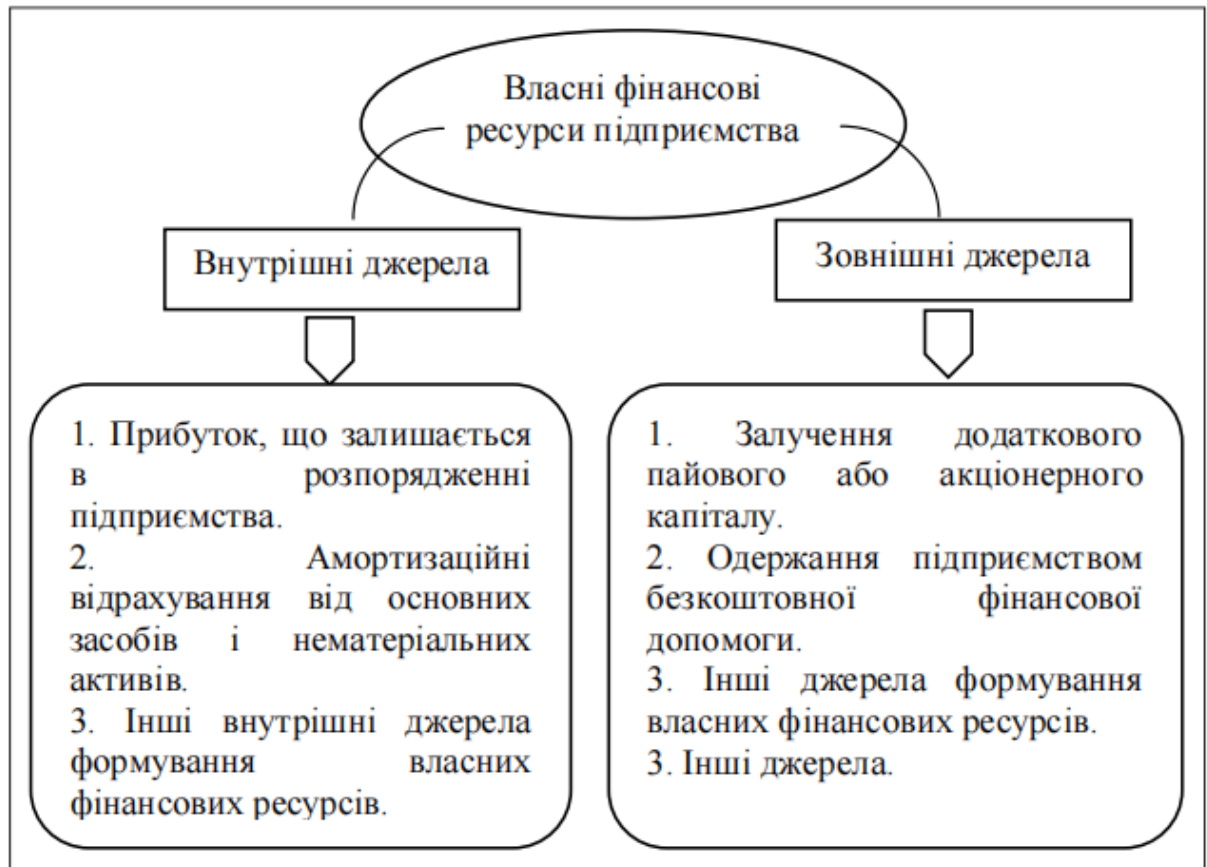 Власні фінансові
ресурси підприємства
Внутрішні джерела
Зовнішні джерела
1. Прибуток, що залишається
в розпорядженні
підприємства.
2. Амортизаційні
відрахування від основних
засобів і нематеріальних
активів.
3. Інші внутрішні джерела
формування власних
фінансових ресурсів.
1. Залучення додаткового
пайового або акціонерного
капіталу.
2. Одержання підприємством
безкоштовної фінансової
допомоги.
3. Інші джерела формування
власних фінансових ресурсів.
3. Інші джерела.